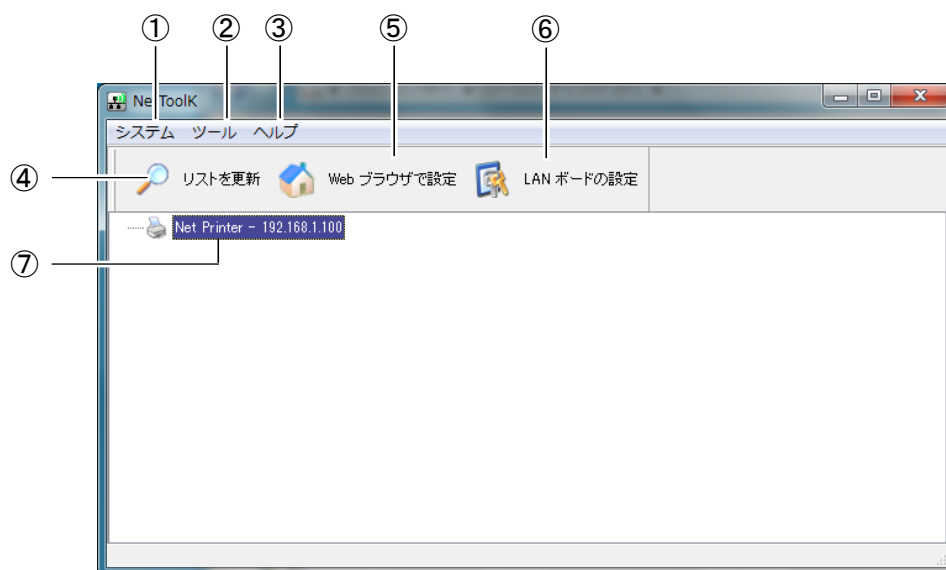 ① ② ③ ⑤ ⑥
NetToolK
システム ツール ヘルプ
④ リストを更新 Web ブラウザで設定 LAN ボードの設定
Net Printer - 192.168.1.100
⑦